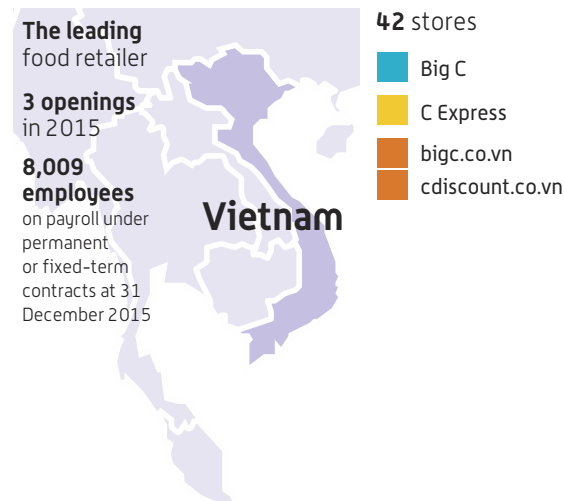 The leading
food retailer
3 openings
in 2015
8,009
employees
on payroll under
permanent
or fixed-term
contracts at 31
December 2015
Vietnam
42 stores
Big C
C Express
bigc.co.vn
cdiscount.co.vn